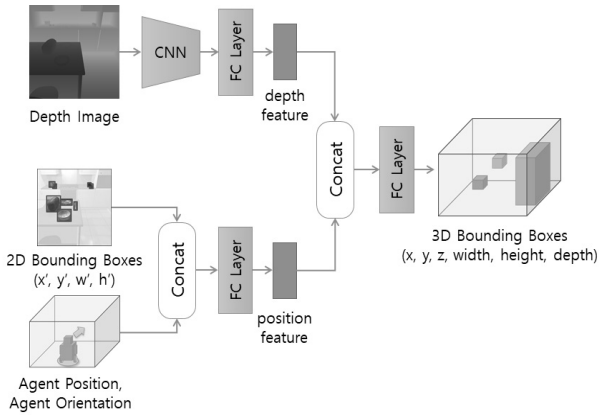 CNN
FC Layer
depth
feature
Depth Image
Concat
FC Layer
3D Bounding Boxes
(x, y, z, width, height, depth)
2D Bounding Boxes
(x', y', w', h')
Concat
FC Layer
position
feature
Agent Position,
Agent Orientation